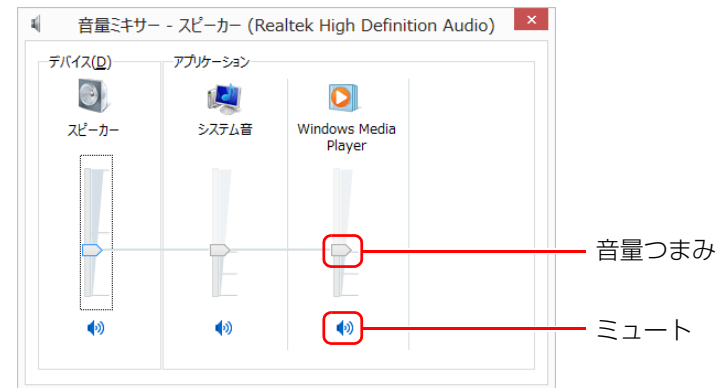 音量ミキサー - スピーカー (Realtek High Definition Audio)
デバイス(D)
アプリケーション
スピーカー
システム音
Windows Media
Player
音量つまみ
ミュート